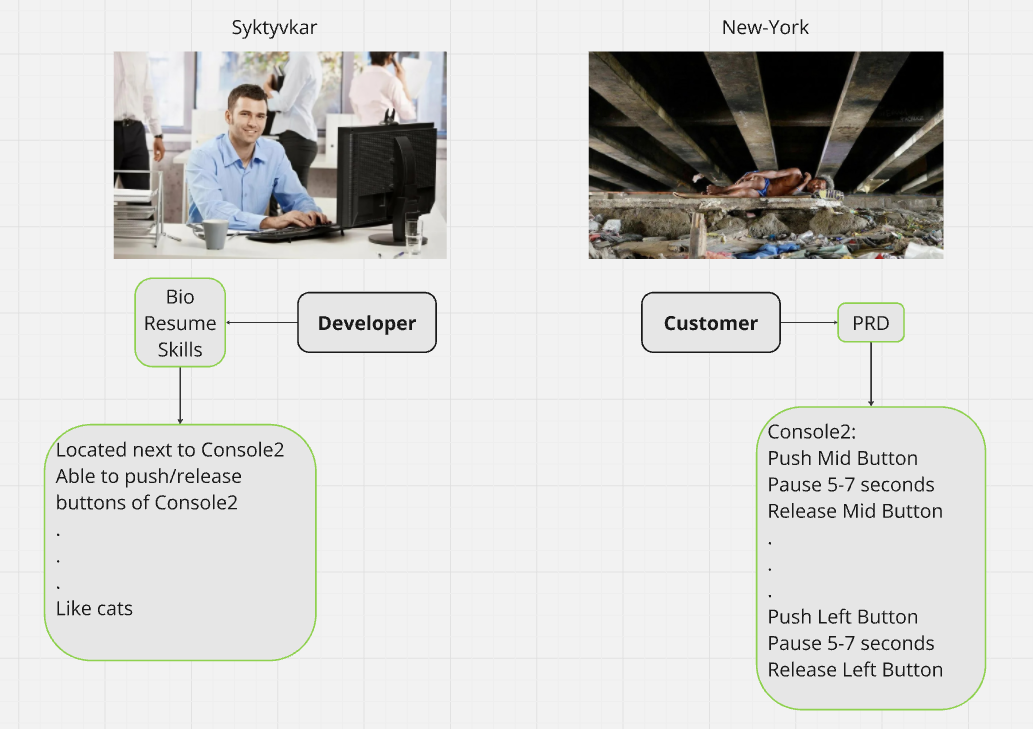 Syktyvkar
New-York
Bio
Resume
Skills
Developer
Customer
PRD
Located next to Console2
Able to push/release
buttons of Console2
.
.
.
Like cats
Console2:
Push Mid Button
Pause 5-7 seconds
Release Mid Button
.
.
.
Push Left Button
Pause 5-7 seconds
Release Left Button